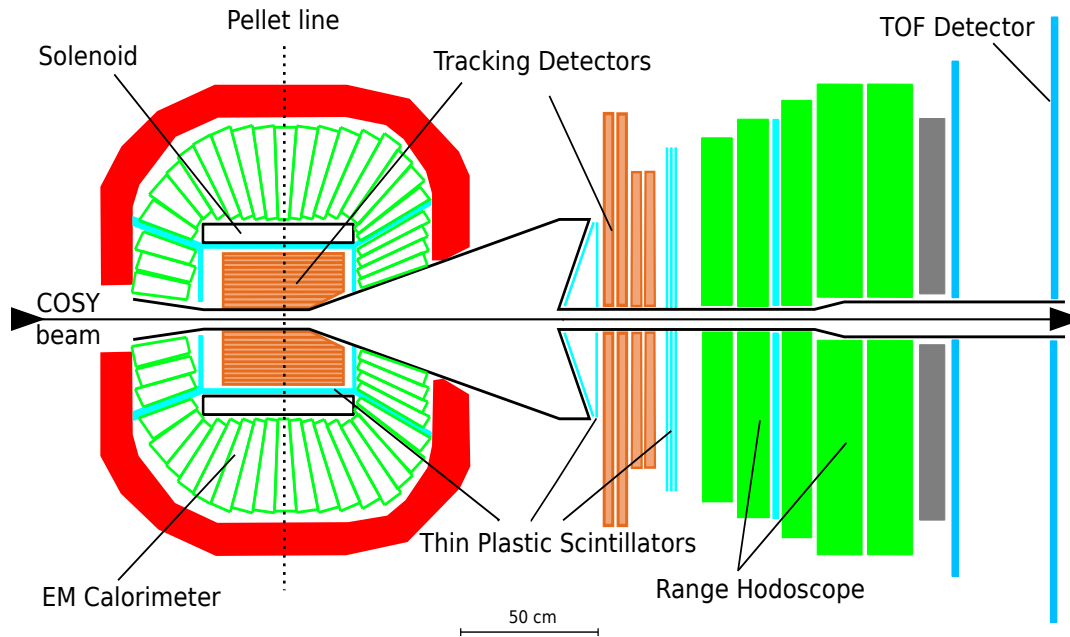 Pellet line
TOF Detector
Solenoid
Tracking Detectors
COSY
beam
Thin Plastic Scintillators
EM Calorimeter
Range Hodoscope
50 cm